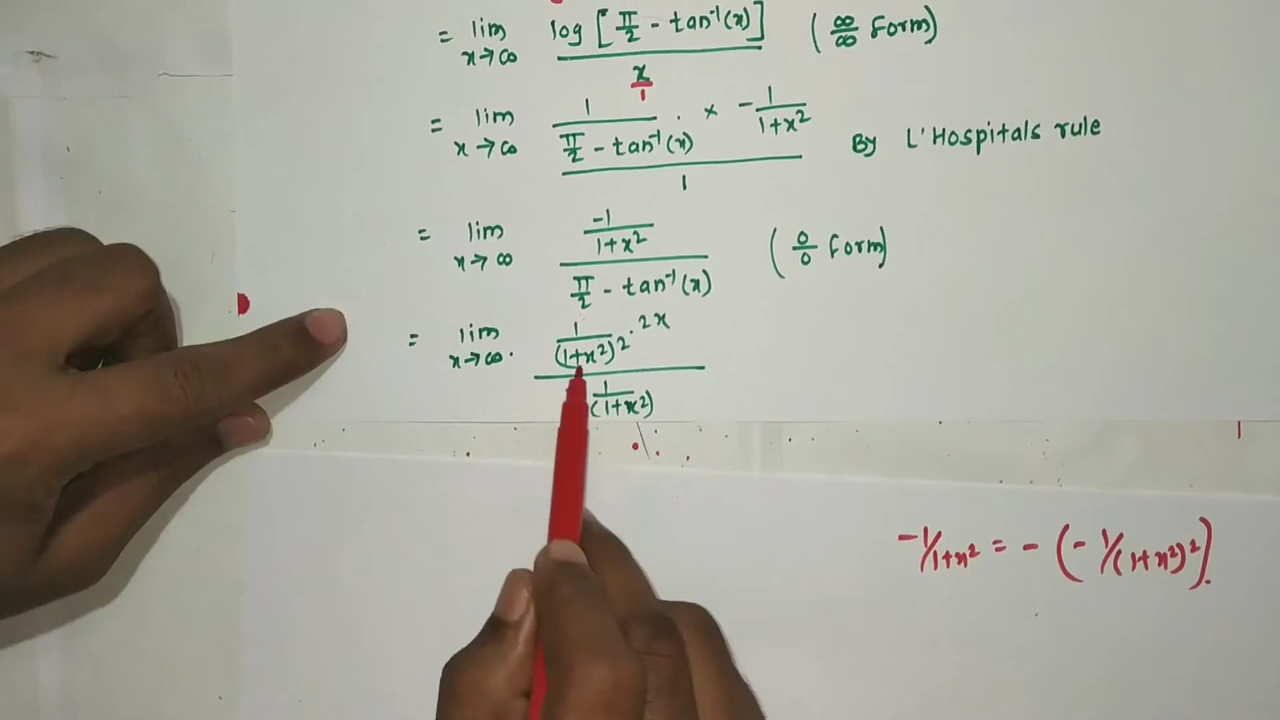 = lim x→∞ log [π/2 - tan⁻¹(x)] / (x/1) (∞/∞ form)
= lim x→∞ 1/(π/2 - tan⁻¹(x)) × -1/(1+x²) / 1 By L'Hospitals rule
= lim x→∞ (-1/(1+x²)) / (π/2 - tan⁻¹(x)) (0/0 form)
= lim x→∞ (1/(1+x²)² · 2x) / (1/(1+x²))
-1/1+x² = - (- 1/(1+x²)²).